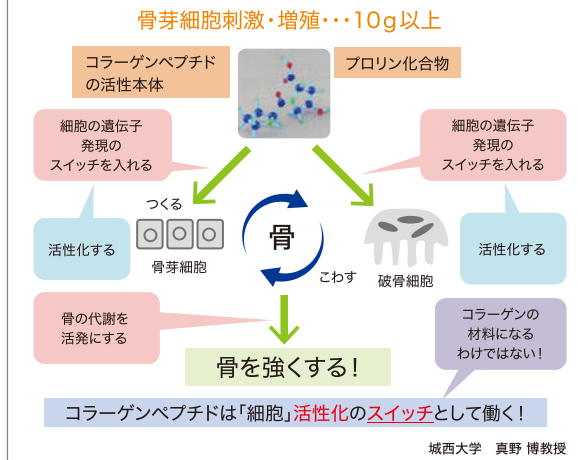 骨芽細胞刺激・増殖・・・10g以上
コラーゲンペプチド
の活性本体
プロリン化合物
細胞の遺伝子
発現の
スイッチを入れる
細胞の遺伝子
発現の
スイッチを入れる
つくる
骨
活性化する
骨芽細胞
こわす
破骨細胞
活性化する
骨の代謝を
活発にする
コラーゲンの
材料になる
わけではない！
骨を強くする！
コラーゲンペプチドは「細胞」活性化のスイッチとして働く！
城西大学　真野 博教授